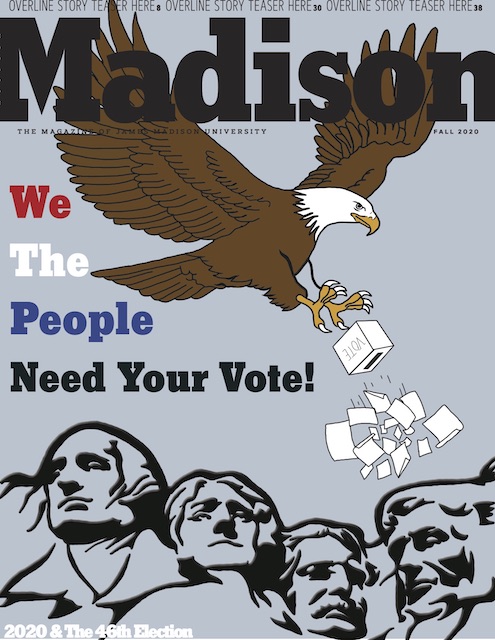 OVERLINE STORY TEASER HERE 8 OVERLINE STORY TEASER HERE 30 OVERLINE STORY TEASER HERE 38
Madison
THE MAGAZINE OF JAMES MADISON UNIVERSITY FALL 2020
We
The
People
Need Your Vote!
VOTE
2020 & The 46th Election